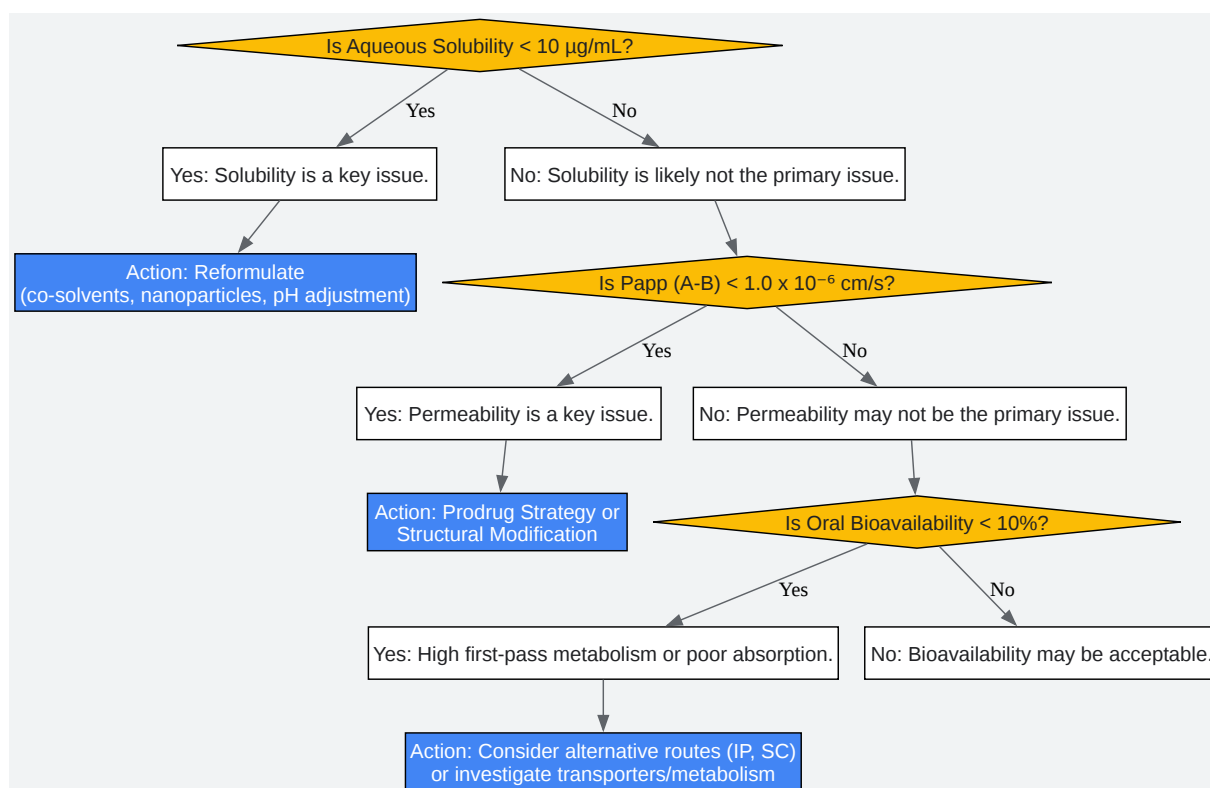 Is Aqueous Solubility < 10 µg/mL?
Yes
No
Yes: Solubility is a key issue.
No: Solubility is likely not the primary issue.
Action: Reformulate
(co-solvents, nanoparticles, pH adjustment)
Is Papp (A-B) < 1.0 x 10⁻⁶ cm/s?
Yes
No
Yes: Permeability is a key issue.
No: Permeability may not be the primary issue.
Action: Prodrug Strategy or
Structural Modification
Is Oral Bioavailability < 10%?
Yes
No
Yes: High first-pass metabolism or poor absorption.
No: Bioavailability may be acceptable.
Action: Consider alternative routes (IP, SC)
or investigate transporters/metabolism